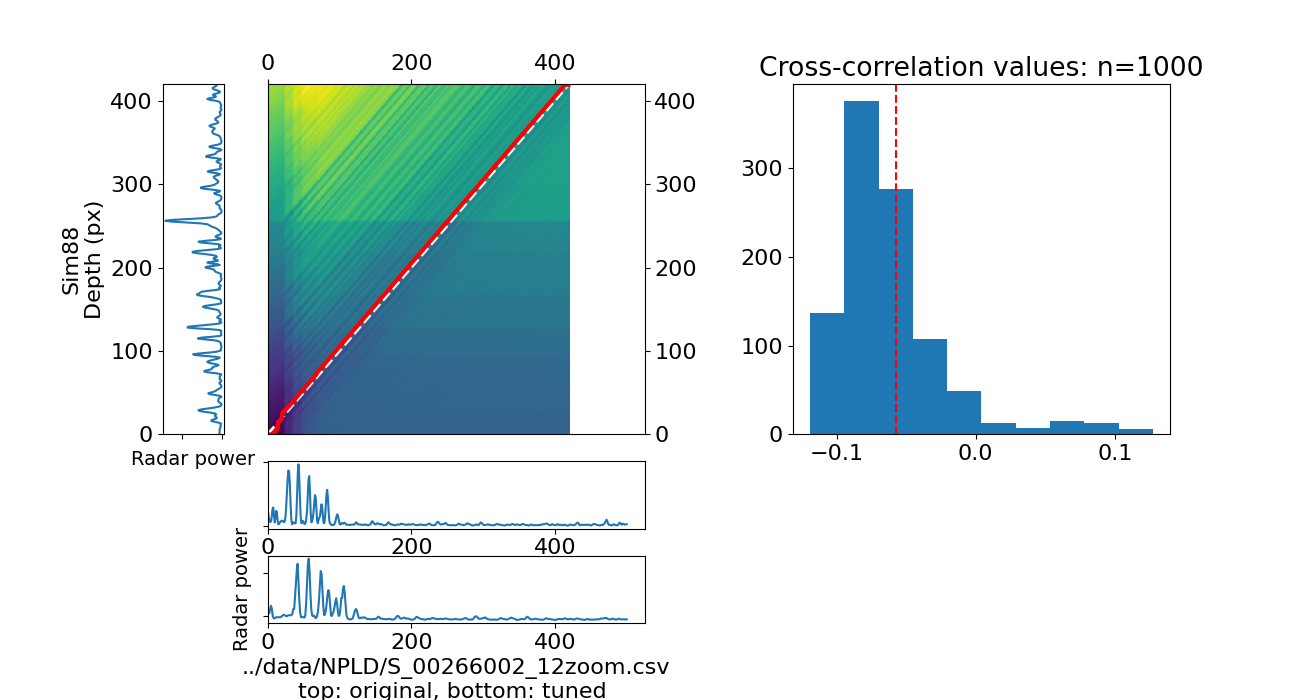 Cross-correlation values: n=1000
0 200 400
400 300 200 100 0
Sim88
Depth (px)
400 300 200 100 0
Radar power
300 200 100 0
−0.1 0.0 0.1
0 200 400
Radar power
0 200 400
../data/NPLD/S_00266002_12zoom.csv
top: original, bottom: tuned